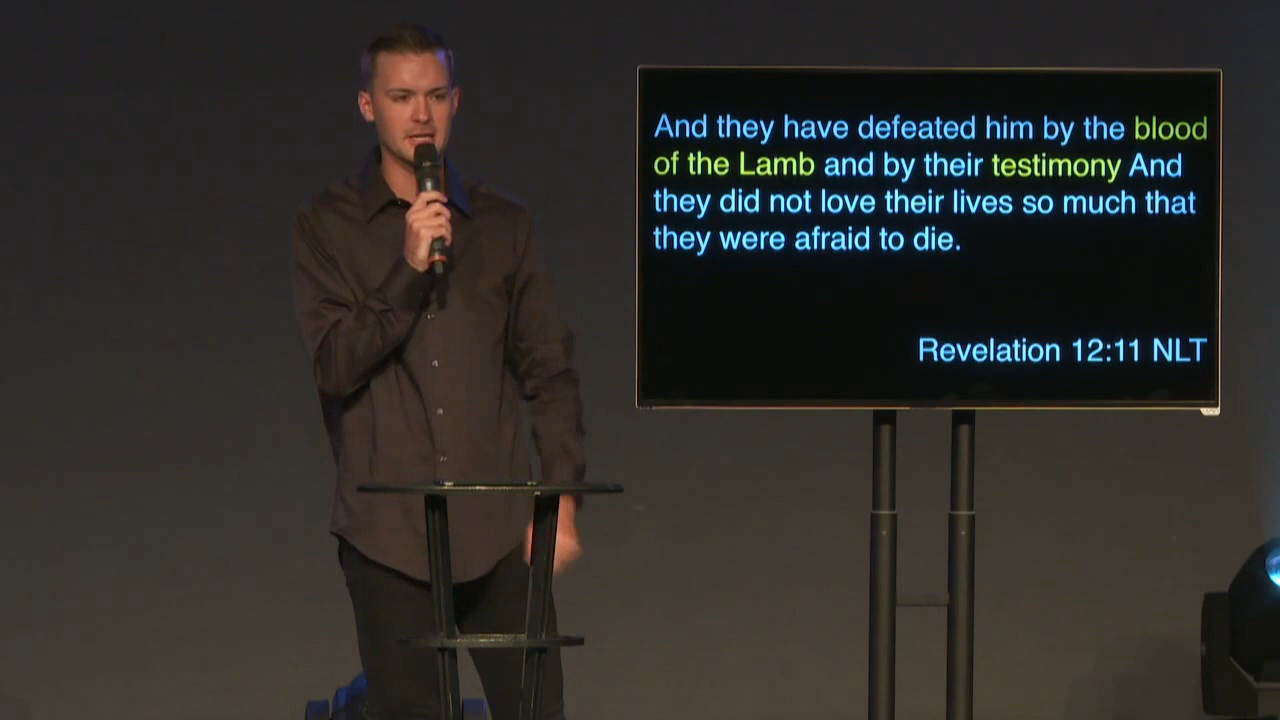 And they have defeated him by the blood
of the Lamb and by their testimony And
they did not love their lives so much that
they were afraid to die.
Revelation 12:11 NLT